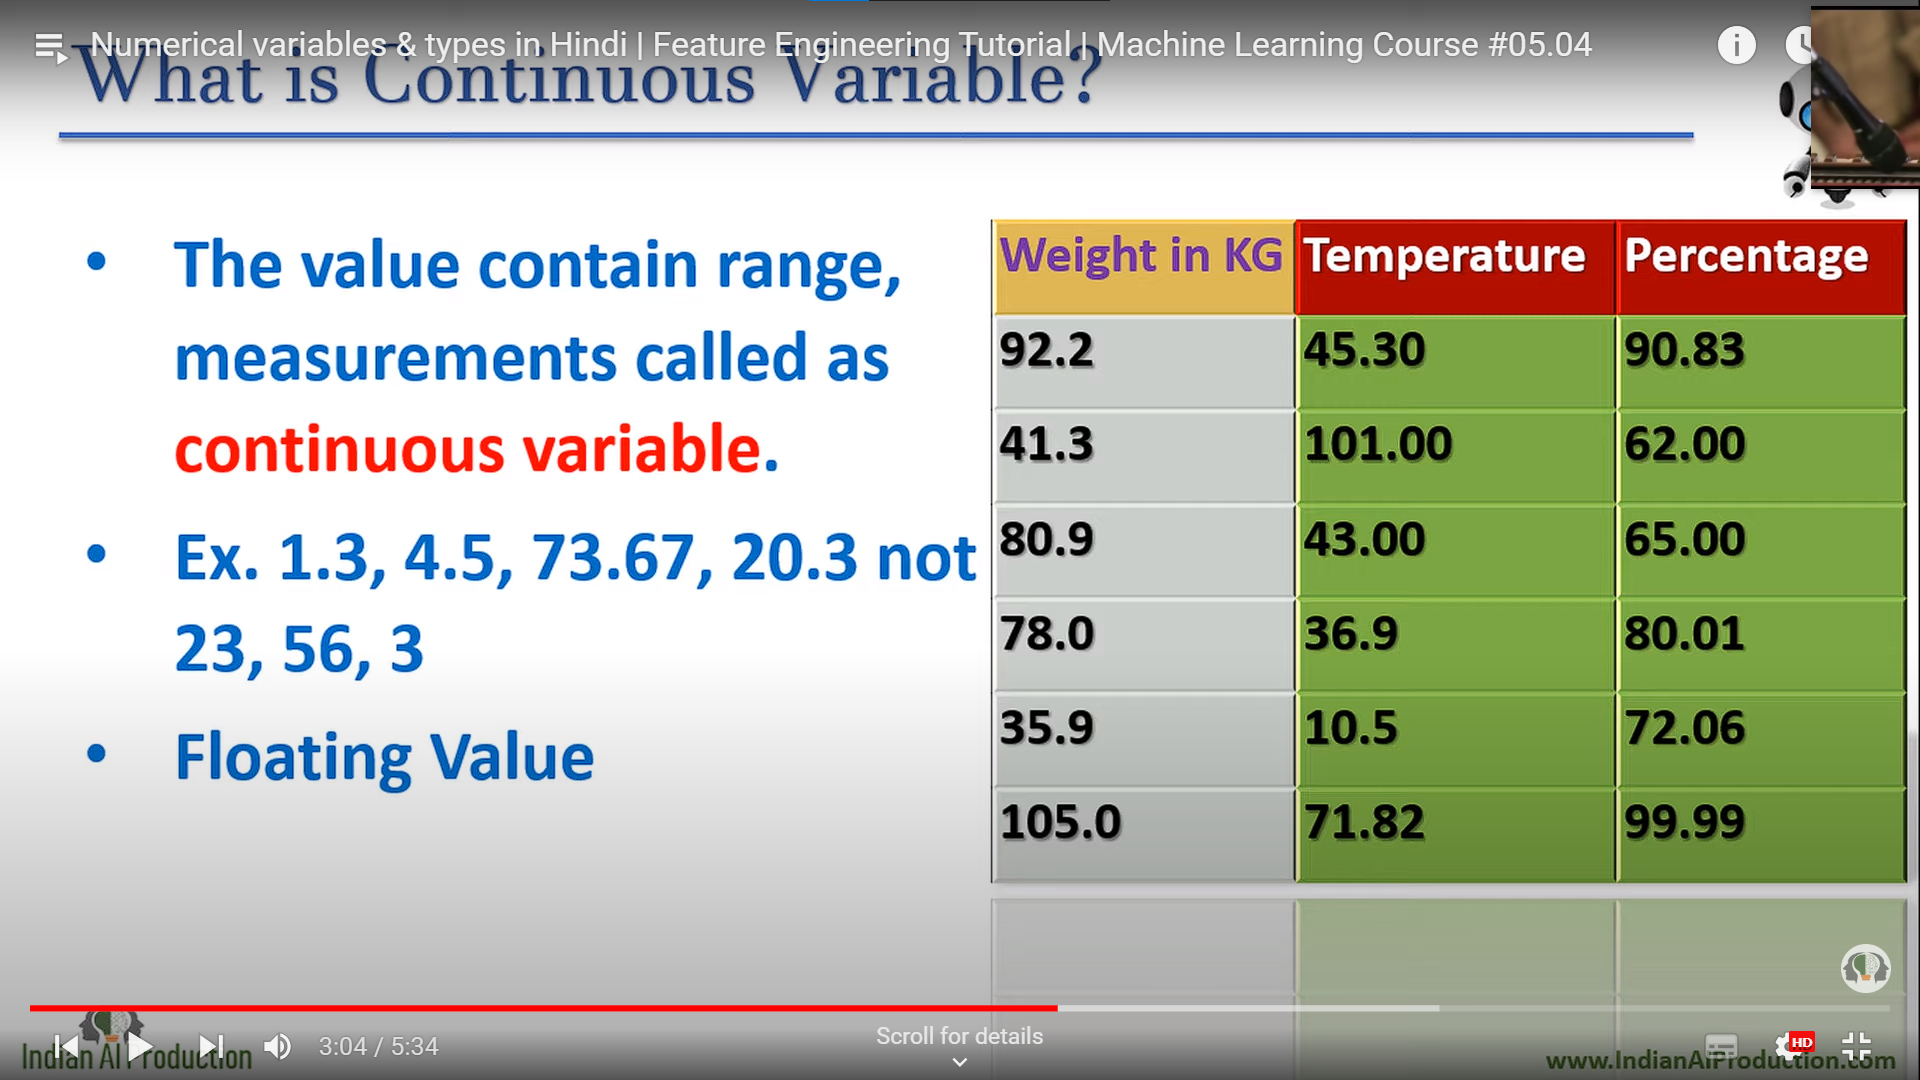 Numerical variables & types in Hindi | Feature Engineering Tutorial | Machine Learning Course #05.04
What is Continuous Variable?
• The value contain range,
measurements called as
continuous variable.
• Ex. 1.3, 4.5, 73.67, 20.3 not
23, 56, 3
• Floating Value
Weight in KG Temperature Percentage
92.2 45.30 90.83
41.3 101.00 62.00
80.9 43.00 65.00
78.0 36.9 80.01
35.9 10.5 72.06
105.0 71.82 99.99
Scroll for details
3:04 / 5:34
HD
Indian AI Production
www.IndianAIProduction.com